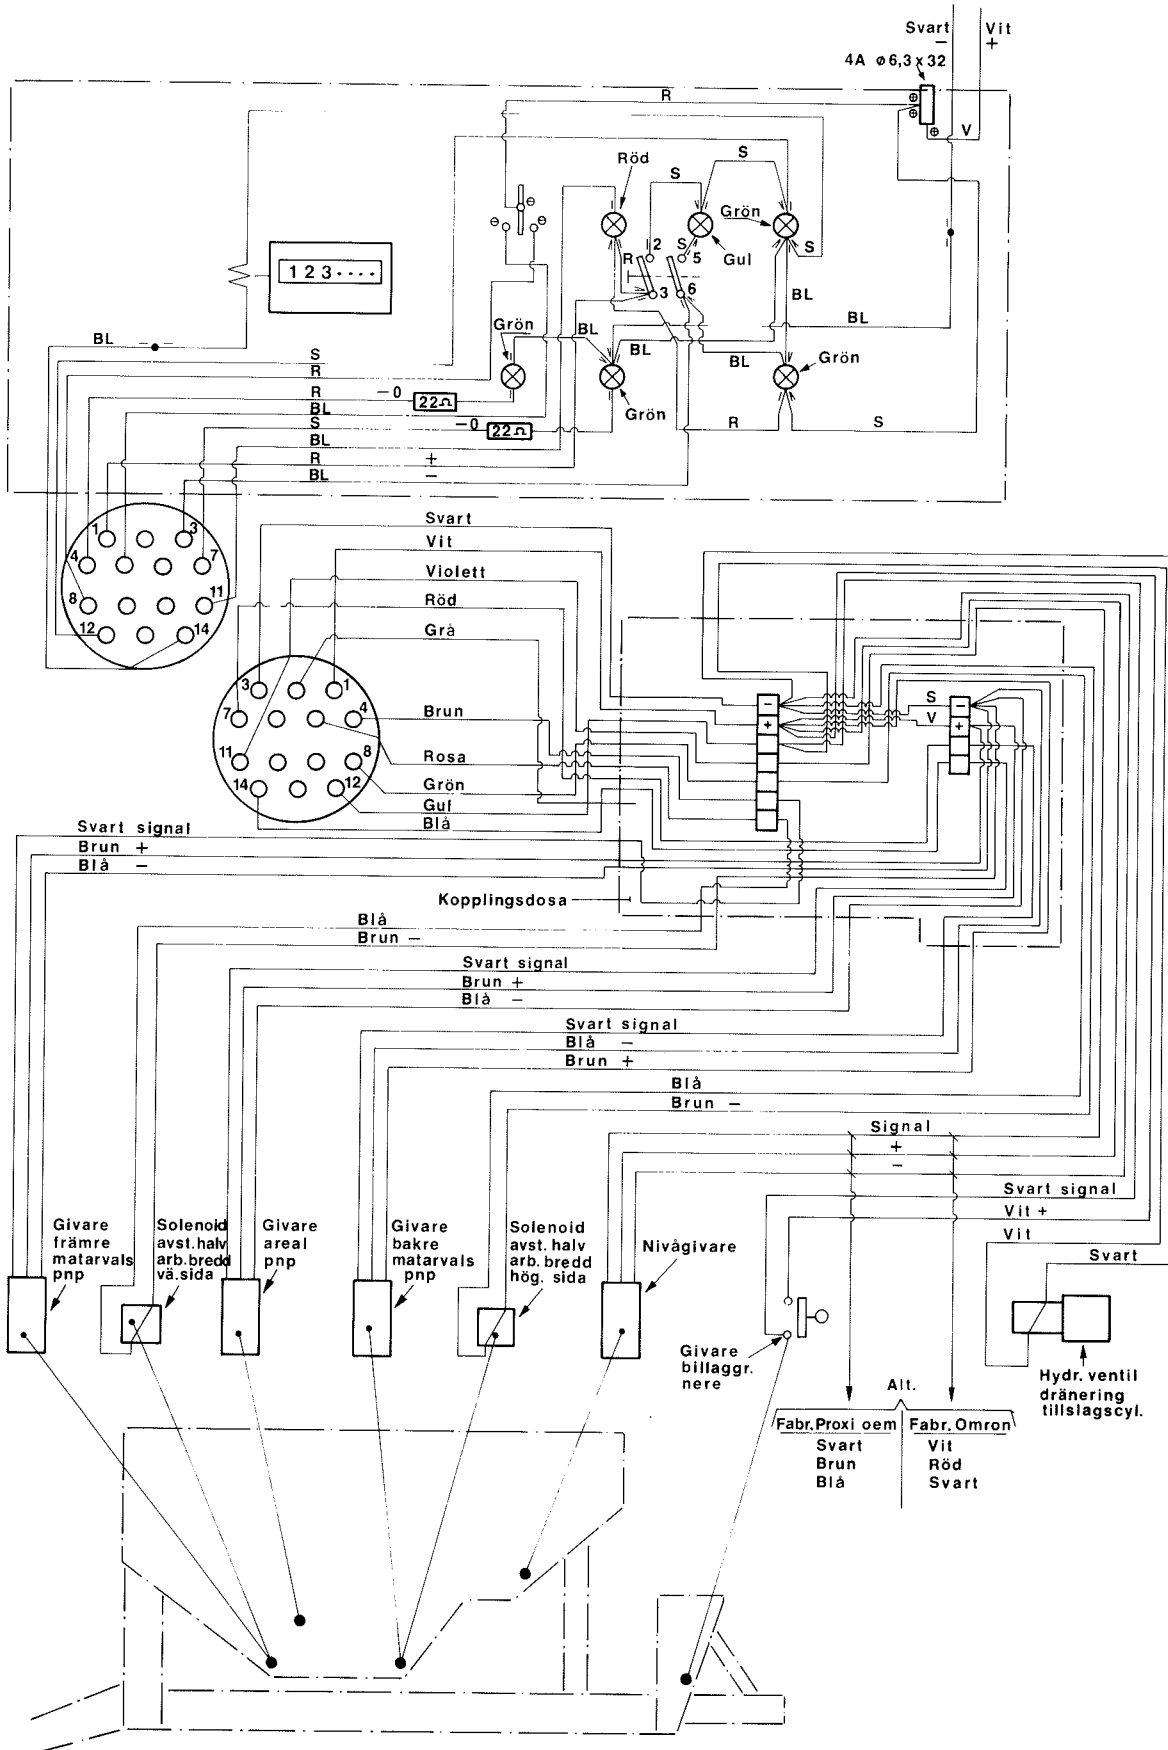 Svart
Vit
−
+
4A ø6,3×32
R
⊕
⊕
⊕
V
Röd
S
S
Grön
Gul
S
R
2
S
5
3
6
⊖
⊖
⊖
123····
BL
BL
BL
BL
BL
Grön
Grön
Grön
BL
S
R
R
−0
22Ω
BL
S
−0
22Ω
BL
R
+
BL
−
R
S
1
3
4
7
8
11
12
14
Svart
Vit
Violett
Röd
Grå
3
1
7
4
11
8
14
12
Brun
Rosa
Grön
Gul
Blå
−
+
S
V
−
+
Svart signal
Brun +
Blå −
Kopplingsdosa
Blå
Brun −
Svart signal
Brun +
Blå −
Svart signal
Blå −
Brun +
Blå
Brun −
Signal
+
−
Svart signal
Vit +
Vit
Svart
Givare
främre
matarvals
pnp
Solenoid
avst. halv
arb. bredd
vä. sida
Givare
areal
pnp
Givare
bakre
matarvals
pnp
Solenoid
avst. halv
arb. bredd
hög. sida
Nivågivare
Givare
billaggr.
nere
Hydr. ventil
dränering
tillslagscyl.
Alt.
Fabr. Proxi oem
Svart
Brun
Blå
Fabr. Omron
Vit
Röd
Svart